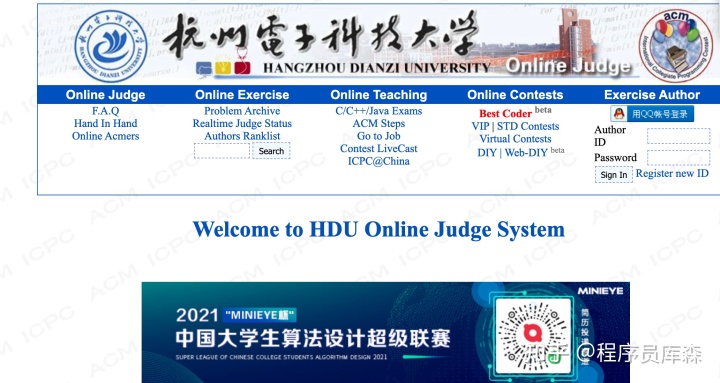 杭州電子科技大学
HANGZHOU DIANZI UNIVERSITY
Online Judge
acm
International Collegiate Programming Contest
HANGZHOU DIANZI UNIVERSITY
Online Judge
F.A.Q
Hand In Hand
Online Acmers
Online Exercise
Problem Archive
Realtime Judge Status
Authors Ranklist
Search
Online Teaching
C/C++/Java Exams
ACM Steps
Go to Job
Contest LiveCast
ICPC@China
Online Contests
Best Coder beta
VIP | STD Contests
Virtual Contests
DIY | Web-DIY beta
Exercise Author
用QQ帐号登录
Author ID
Password
Sign In Register new ID
Welcome to HDU Online Judge System
MINIEYE
2021 "MINIEYE杯"
中国大学生算法设计超级联赛
SUPER LEAGUE OF CHINESE COLLEGE STUDENTS ALGORITHM DESIGN 2021
简历投递通道
知乎 @程序员库森
ACM ICPC